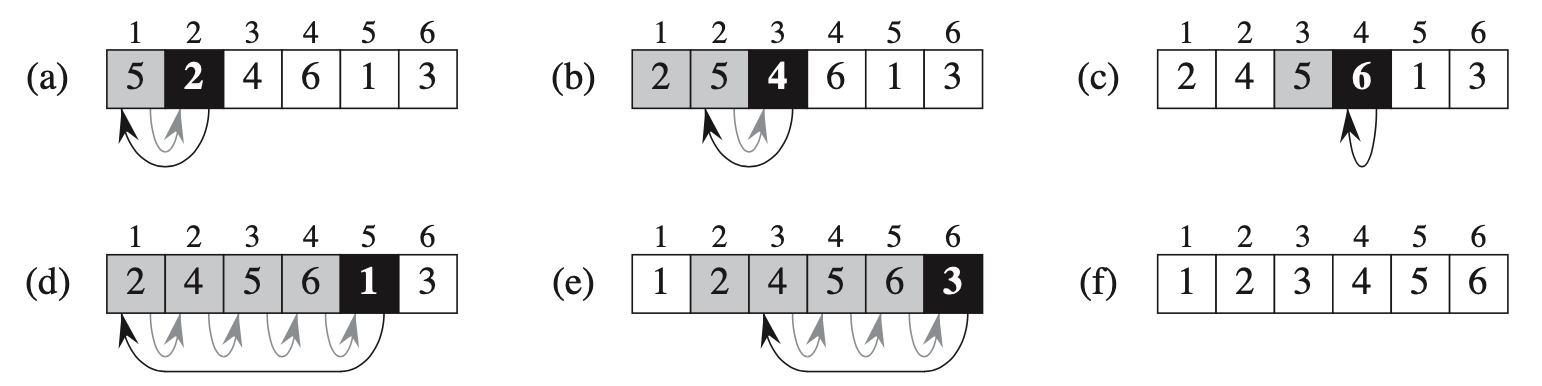 1 2 3 4 5 6
(a) 5 2 4 6 1 3
1 2 3 4 5 6
(b) 2 5 4 6 1 3
1 2 3 4 5 6
(c) 2 4 5 6 1 3
1 2 3 4 5 6
(d) 2 4 5 6 1 3
1 2 3 4 5 6
(e) 1 2 4 5 6 3
1 2 3 4 5 6
(f) 1 2 3 4 5 6